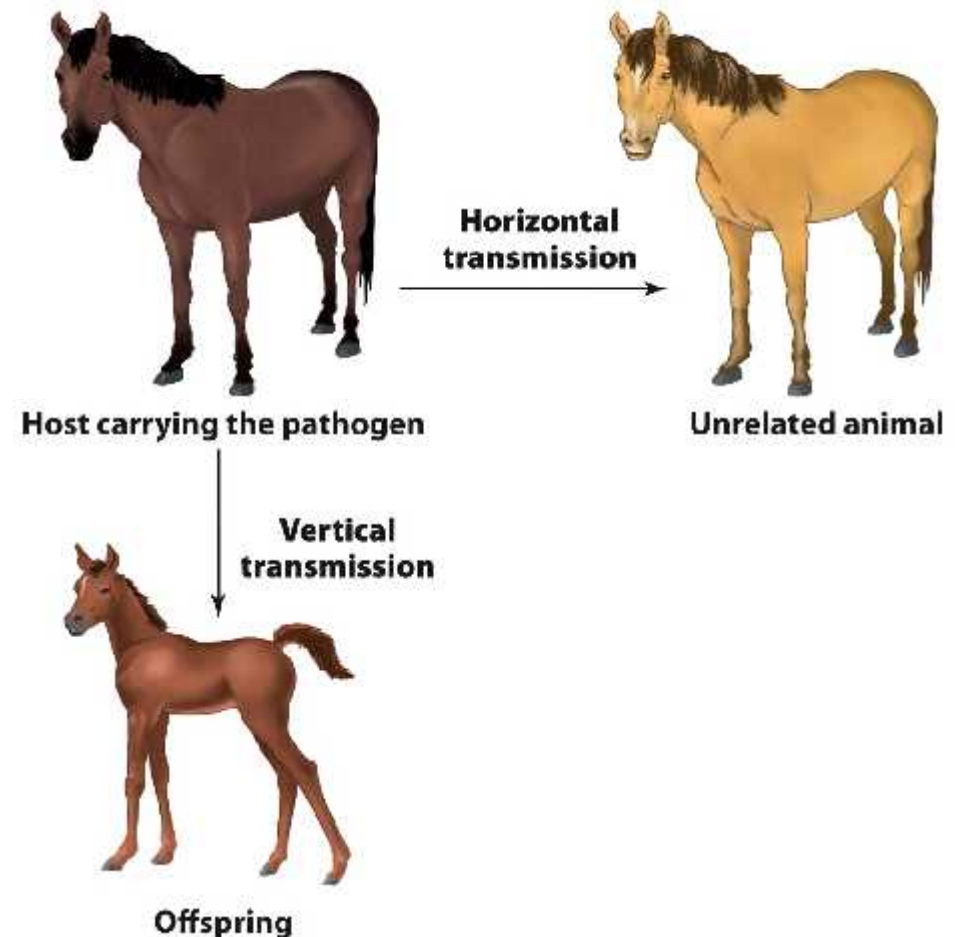 Horizontal
transmission
Host carrying the pathogen
Unrelated animal
Vertical
transmission
Offspring